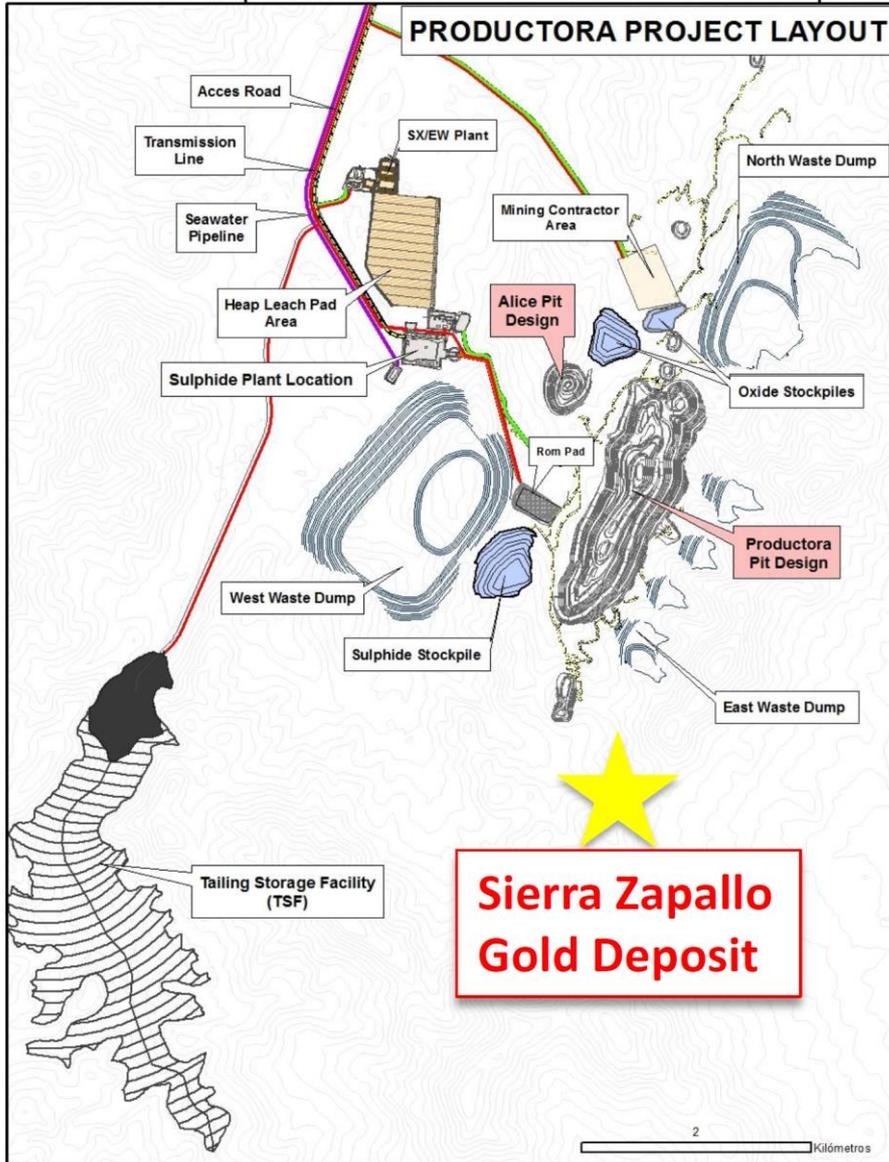 PRODUCTORA PROJECT LAYOUT
Acces Road
SX/EW Plant
Transmission
Line
North Waste Dump
Mining Contractor
Area
Seawater
Pipeline
Alice Pit
Design
Heap Leach Pad
Area
Sulphide Plant Location
Oxide Stockpiles
Rom Pad
Productora
Pit Design
West Waste Dump
Sulphide Stockpile
East Waste Dump
Sierra Zapallo
Gold Deposit
Tailing Storage Facility
(TSF)
2
Kilómetros